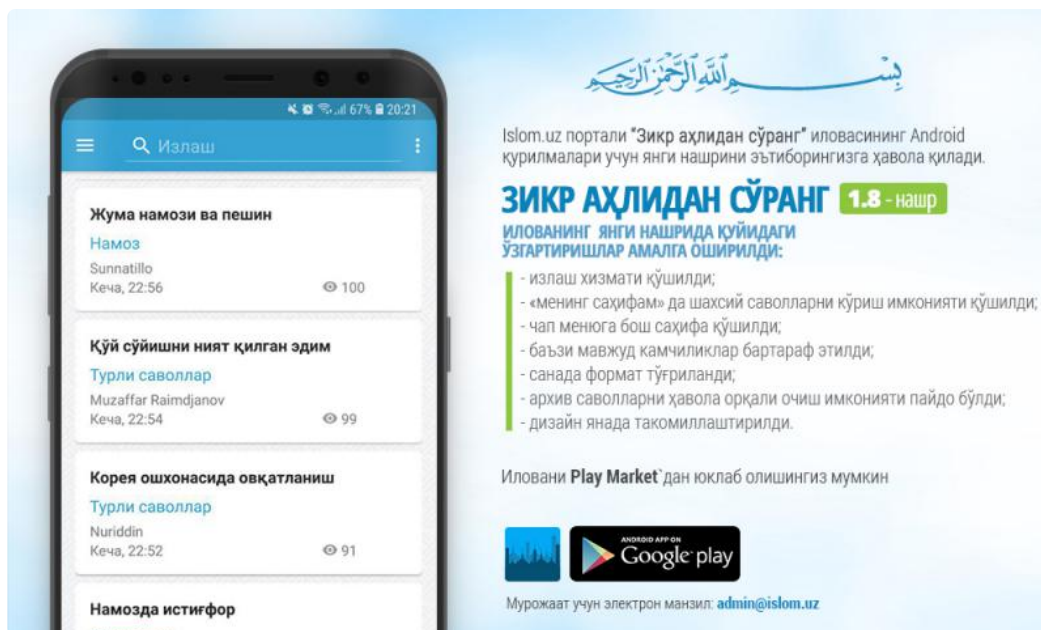 67% 20:21
Излаш
Жума намози ва пешин
Намоз
Sunnatillo
Кеча, 22:56
100
Қўй сўйишни ният қилган эдим
Турли саволлар
Muzaffar Raimdjanov
Кеча, 22:54
99
Корея ошхонасида овқатланиш
Турли саволлар
Nuriddin
Кеча, 22:52
91
Намозда истиғфор
بِسْمِ اللَّهِ الرَّحْمَنِ الرَّحِيمِ
Islom.uz портали "Зикр аҳлидан сўранг" иловасининг Android
қурилмалари учун янги нашрини эътиборингизга ҳавола қилади.
ЗИКР АҲЛИДАН СЎРАНГ 1.8 - нашр
ИЛОВАНИНГ ЯНГИ НАШРИДА ҚУЙИДАГИ
ЎЗГАРТИРИШЛАР АМАЛГА ОШИРИЛДИ:
- излаш хизмати қўшилди;
- «менинг саҳифам» да шахсий саволларни кўриш имконияти қўшилди;
- чап менюга бош саҳифа қўшилди;
- баъзи мавжуд камчиликлар бартараф этилди;
- санада формат тўғриланди;
- архив саволларни ҳавола орқали очиш имконияти пайдо бўлди;
- дизайн янада такомиллаштирилди.
Иловани Play Market`дан юклаб олишингиз мумкин
ANDROID APP ON
Google play
Мурожаат учун электрон манзил: admin@islom.uz